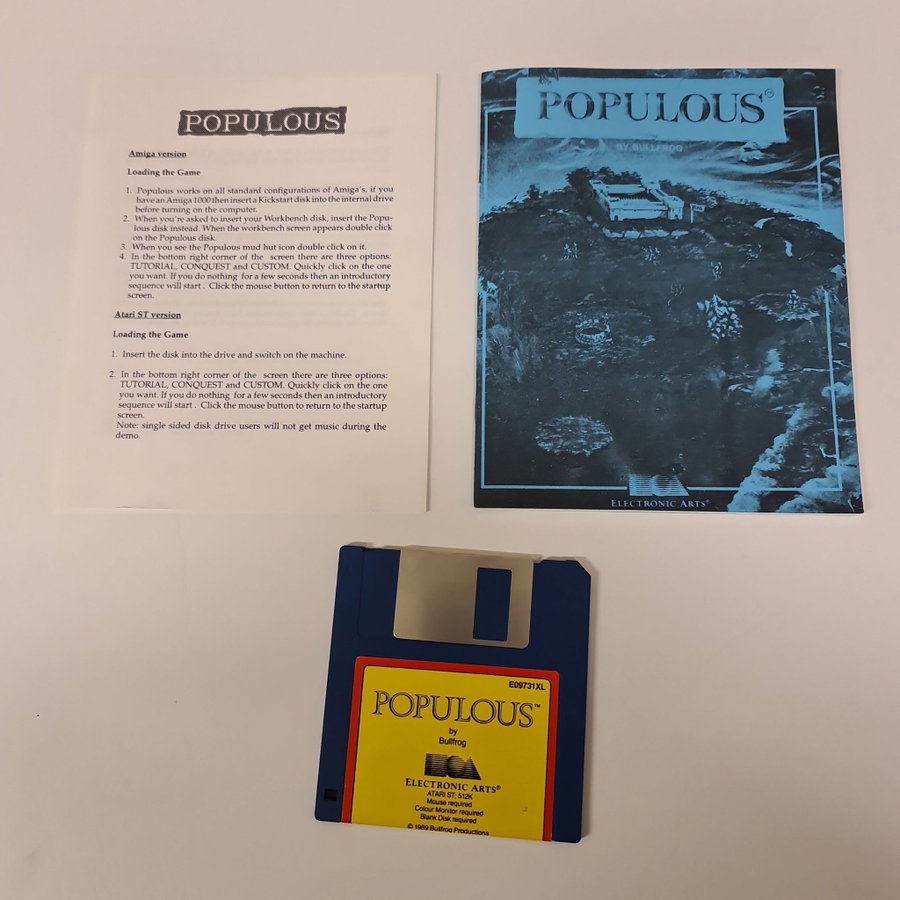 POPULOUS
Amiga version
Loading the Game
1. Populous works on all standard configurations of Amiga's, if you
have an Amiga 1000 then insert a Kickstart disk into the internal drive
before turning on the computer.
2. When you're asked to insert your Workbench disk, insert the Popu-
lous disk instead. When the workbench screen appears double click
on the Populous disk.
3. When you see the Populous mud hut icon double click on it.
4. In the bottom right corner of the screen there are three options:
TUTORIAL, CONQUEST and CUSTOM. Quickly click on the one
you want. If you do nothing for a few seconds then an introductory
sequence will start . Click the mouse button to return to the startup
screen.
Atari ST version
Loading the Game
1. Insert the disk into the drive and switch on the machine.
2. In the bottom right corner of the screen there are three options:
TUTORIAL, CONQUEST and CUSTOM. Quickly click on the one
you want. If you do nothing for a few seconds then an introductory
sequence will start . Click the mouse button to return to the startup
screen.
Note: single sided disk drive users will not get music during the
demo.
POPULOUS™
BY BULLFROG
ELECTRONIC ARTS®
E09731XL
POPULOUS™
by
Bullfrog
ELECTRONIC ARTS®
ATARI ST; 512K
Mouse required
Colour Monitor required
Blank Disk required
© 1989 Bullfrog Productions